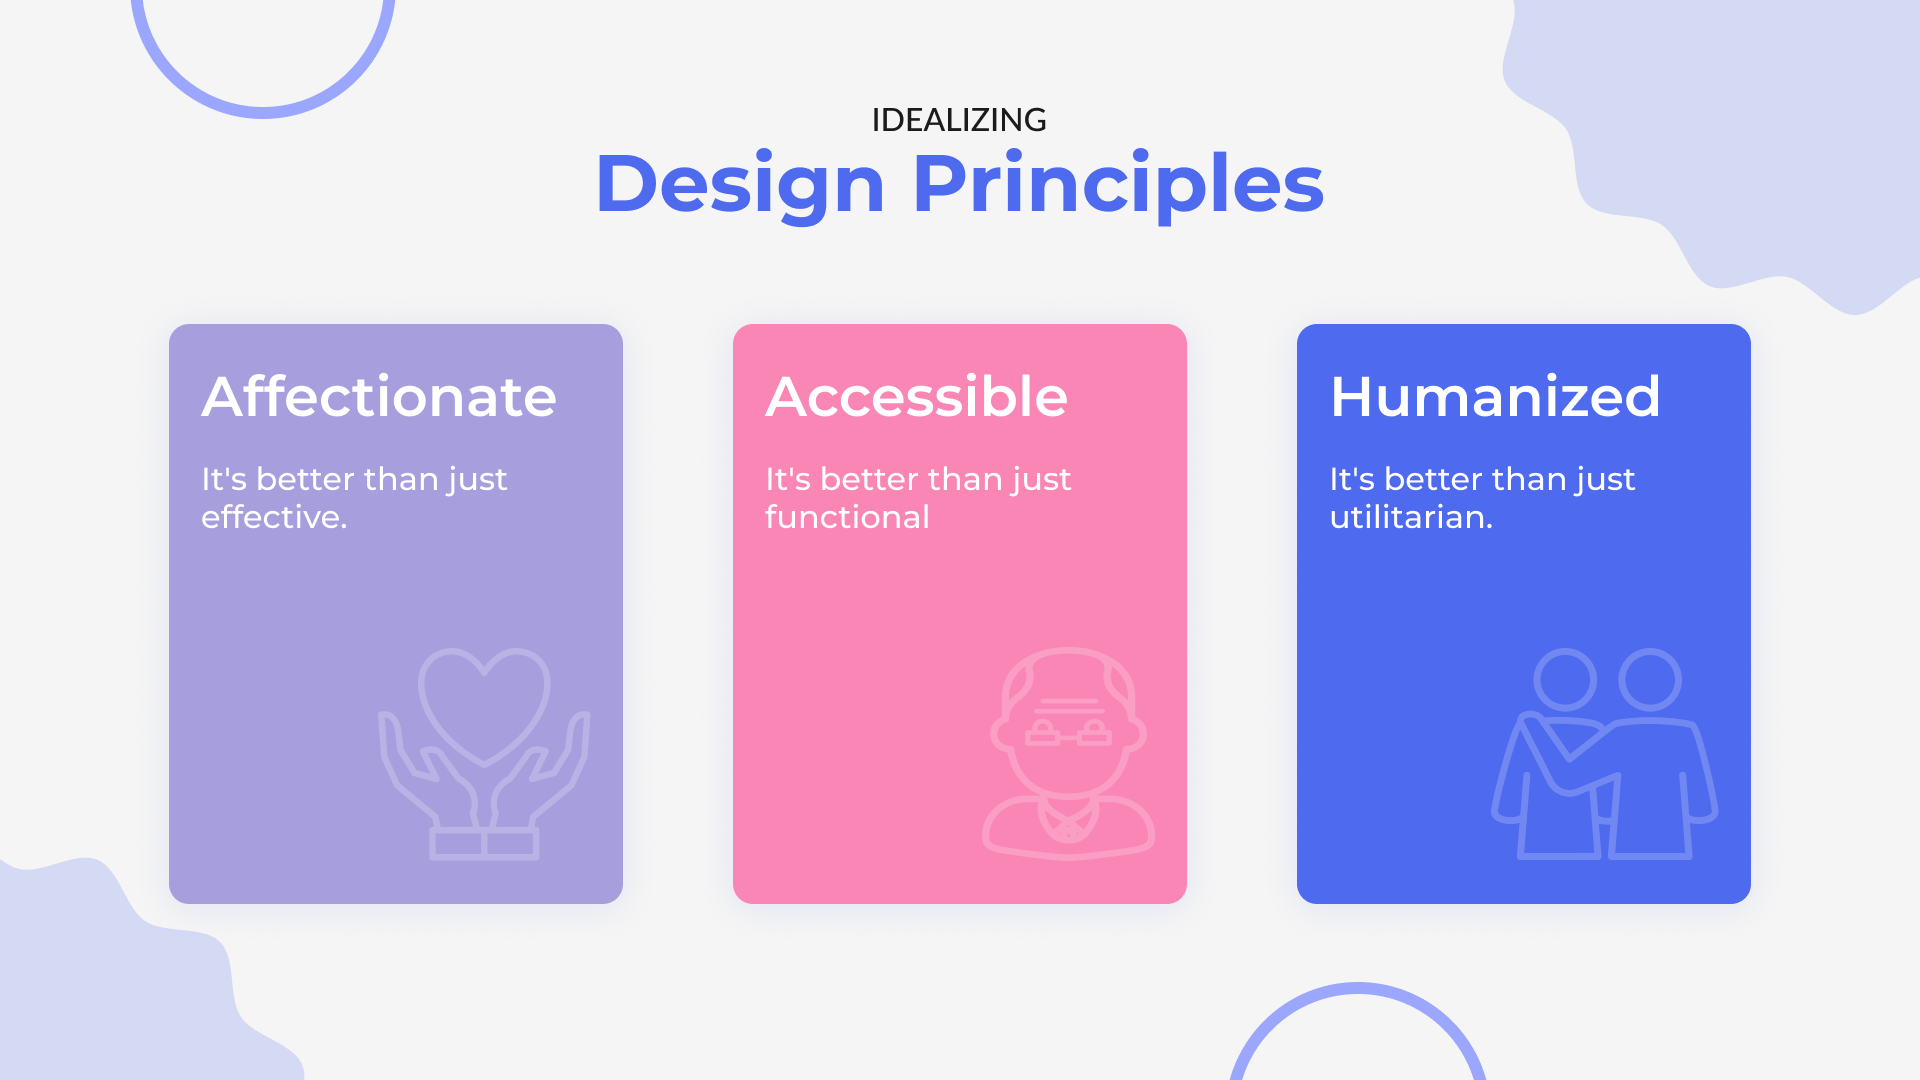 IDEALIZING
Design Principles
Affectionate
It's better than just
effective.
Accessible
It's better than just
functional
Humanized
It's better than just
utilitarian.